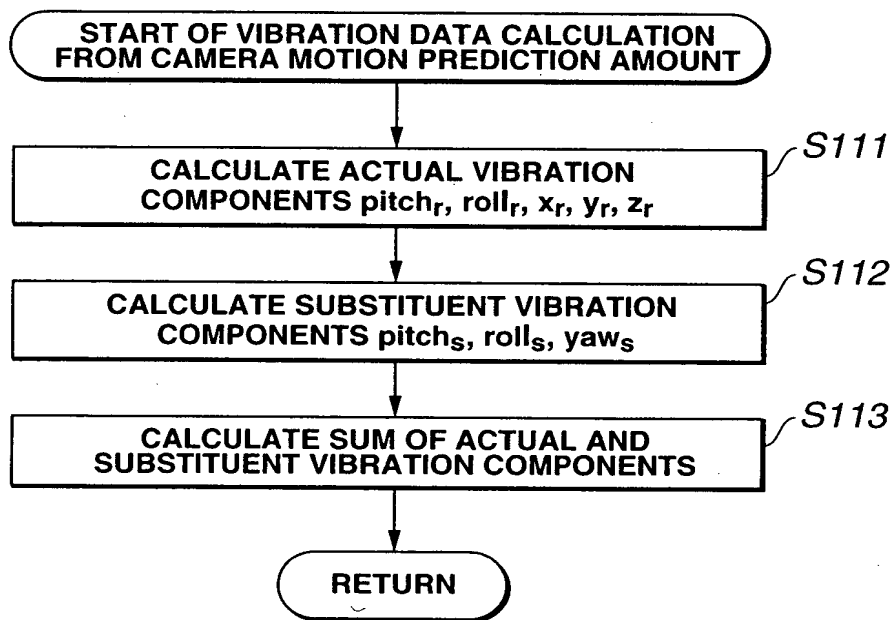 START OF VIBRATION DATA CALCULATION
FROM CAMERA MOTION PREDICTION AMOUNT
S111
CALCULATE ACTUAL VIBRATION
COMPONENTS pitchr, rollr, xr, yr, zr
S112
CALCULATE SUBSTITUENT VIBRATION
COMPONENTS pitchs, rolls, yaws
S113
CALCULATE SUM OF ACTUAL AND
SUBSTITUENT VIBRATION COMPONENTS
RETURN